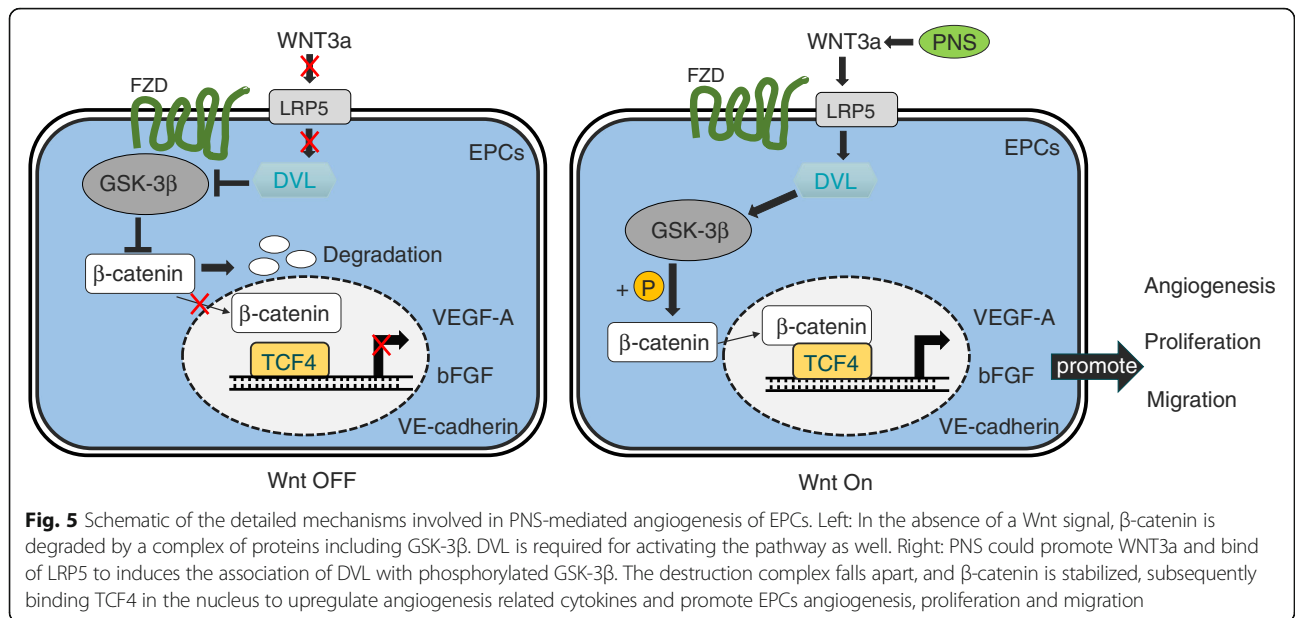 WNT3a
FZD
LRP5
EPCs
GSK-3β
DVL
β-catenin
Degradation
β-catenin
VEGF-A
TCF4
bFGF
VE-cadherin
Wnt OFF
WNT3a
PNS
FZD
LRP5
EPCs
DVL
GSK-3β
+ P
β-catenin
β-catenin
VEGF-A
TCF4
bFGF
VE-cadherin
Wnt On
promote
Angiogenesis
Proliferation
Migration
Fig. 5 Schematic of the detailed mechanisms involved in PNS-mediated angiogenesis of EPCs. Left: In the absence of a Wnt signal, β-catenin is
degraded by a complex of proteins including GSK-3β. DVL is required for activating the pathway as well. Right: PNS could promote WNT3a and bind
of LRP5 to induces the association of DVL with phosphorylated GSK-3β. The destruction complex falls apart, and β-catenin is stabilized, subsequently
binding TCF4 in the nucleus to upregulate angiogenesis related cytokines and promote EPCs angiogenesis, proliferation and migration